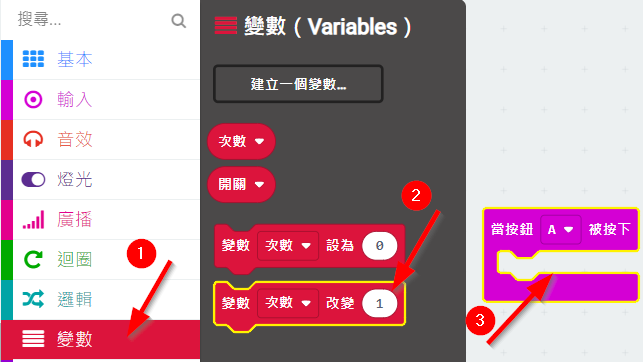 搜尋...
基本
輸入
音效
燈光
廣播
迴圈
邏輯
變數
變數 ( Variables )
建立一個變數...
次數
開關
變數 次數 設為 0
變數 次數 改變 1
當按鈕 A 被按下
1
2
3